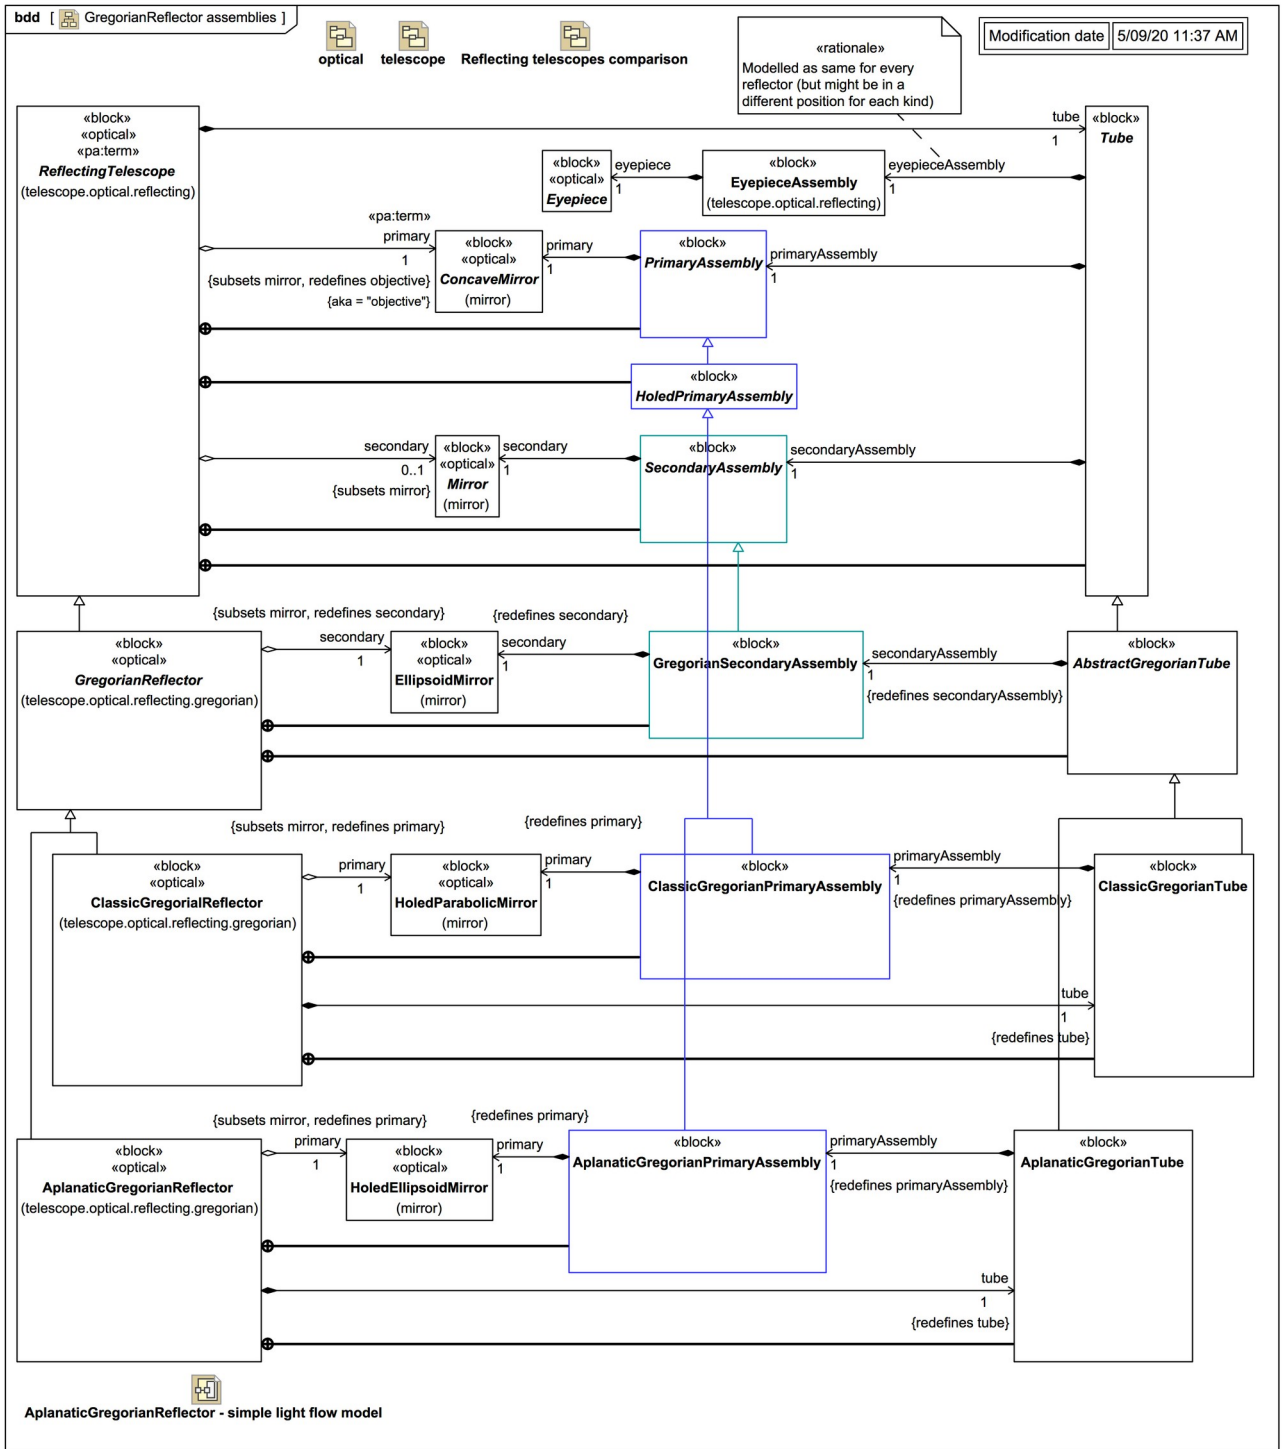 bdd [ GregorianReflector assemblies ]
optical
telescope
Reflecting telescopes comparison
«rationale»
Modelled as same for every
reflector (but might be in a
different position for each kind)
Modification date 5/09/20 11:37 AM
«block»
«optical»
«pa:term»
ReflectingTelescope
(telescope.optical.reflecting)
tube
1
«block»
Tube
«block»
«optical»
Eyepiece
eyepiece
1
«block»
EyepieceAssembly
(telescope.optical.reflecting)
eyepieceAssembly
1
«pa:term»
primary
1
{subsets mirror, redefines objective}
{aka = "objective"}
«block»
«optical»
ConcaveMirror
(mirror)
primary
1
«block»
PrimaryAssembly
primaryAssembly
1
«block»
HoledPrimaryAssembly
secondary
0..1
{subsets mirror}
«block»
«optical»
Mirror
(mirror)
secondary
1
«block»
SecondaryAssembly
secondaryAssembly
1
{subsets mirror, redefines secondary}
{redefines secondary}
«block»
«optical»
GregorianReflector
(telescope.optical.reflecting.gregorian)
secondary
1
«block»
«optical»
EllipsoidMirror
(mirror)
secondary
1
«block»
GregorianSecondaryAssembly
secondaryAssembly
1
{redefines secondaryAssembly}
«block»
AbstractGregorianTube
{subsets mirror, redefines primary}
{redefines primary}
«block»
«optical»
ClassicGregorialReflector
(telescope.optical.reflecting.gregorian)
primary
1
«block»
«optical»
HoledParabolicMirror
(mirror)
primary
1
«block»
ClassicGregorianPrimaryAssembly
primaryAssembly
1
{redefines primaryAssembly}
«block»
ClassicGregorianTube
tube
1
{redefines tube}
{subsets mirror, redefines primary}
{redefines primary}
«block»
«optical»
AplanaticGregorianReflector
(telescope.optical.reflecting.gregorian)
primary
1
«block»
«optical»
HoledEllipsoidMirror
(mirror)
primary
1
«block»
AplanaticGregorianPrimaryAssembly
primaryAssembly
1
{redefines primaryAssembly}
«block»
AplanaticGregorianTube
tube
1
{redefines tube}
AplanaticGregorianReflector - simple light flow model